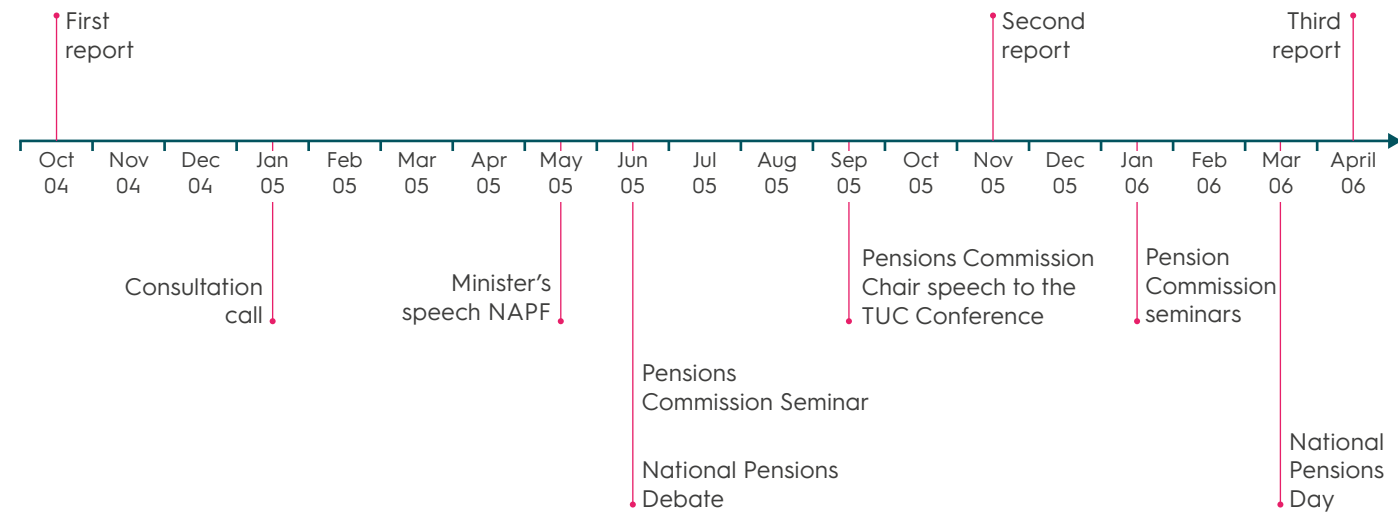 First
report
Second
report
Third
report
Oct
04
Nov
04
Dec
04
Jan
05
Feb
05
Mar
05
Apr
05
May
05
Jun
05
Jul
05
Aug
05
Sep
05
Oct
05
Nov
05
Dec
05
Jan
06
Feb
06
Mar
06
April
06
Consultation
call
Minister’s
speech NAPF
Pensions Commission
Chair speech to the
TUC Conference
Pension
Commission
seminars
Pensions
Commission Seminar
National Pensions
Debate
National
Pensions
Day